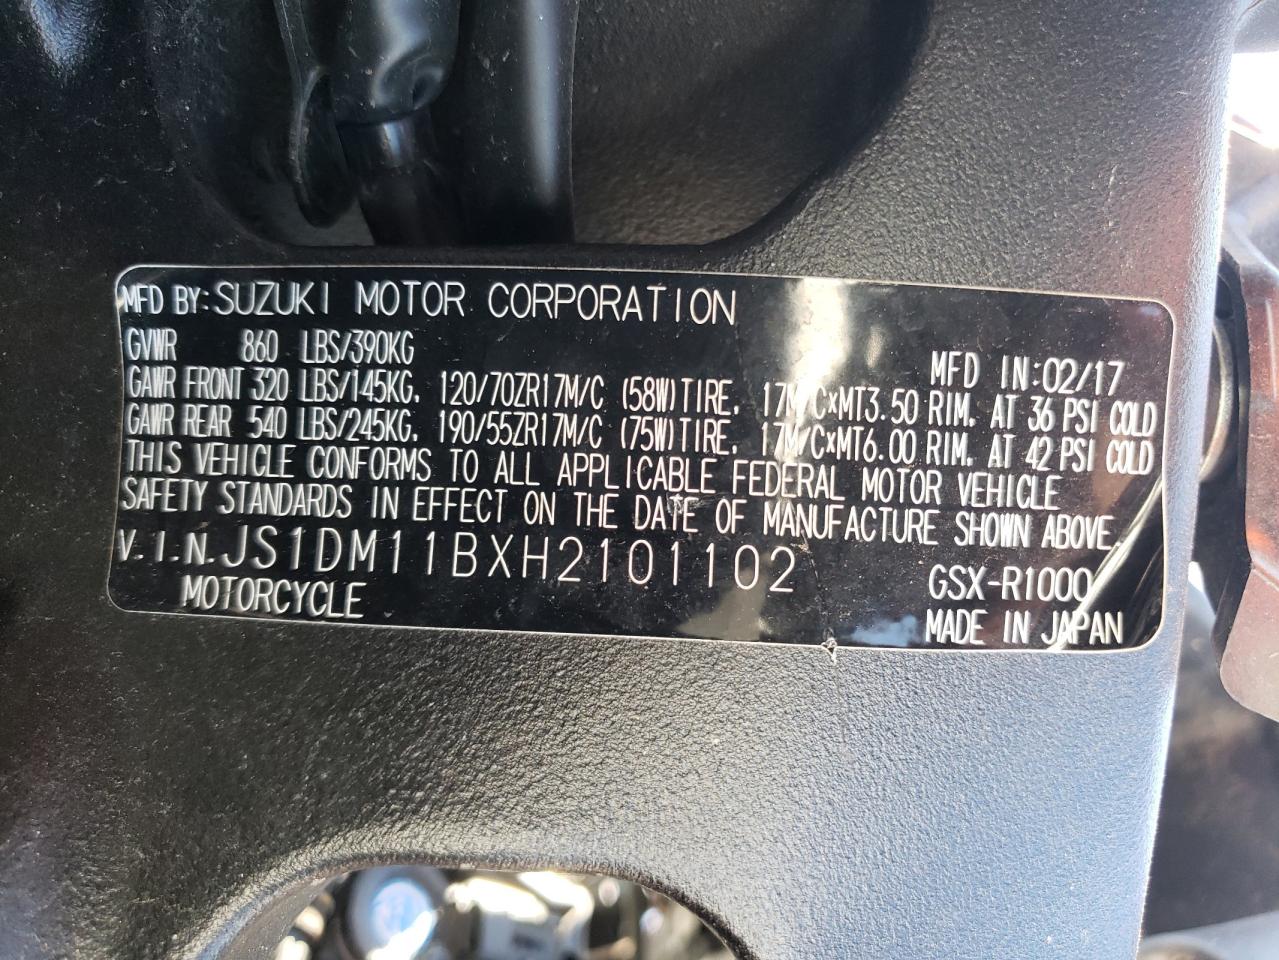 MFD BY:SUZUKI MOTOR CORPORATION
GVWR 860 LBS/390KG MFD IN:02/17
GAWR FRONT 320 LBS/145KG. 120/70ZR17M/C (58W)TIRE. 17M/C×MT3.50 RIM. AT 36 PSI COLD
GAWR REAR 540 LBS/245KG. 190/55ZR17M/C (75W)TIRE. 17M/C×MT6.00 RIM. AT 42 PSI COLD
THIS VEHICLE CONFORMS TO ALL APPLICABLE FEDERAL MOTOR VEHICLE
SAFETY STANDARDS IN EFFECT ON THE DATE OF MANUFACTURE SHOWN ABOVE.
V.I.N.JS1DM11BXH2101102 GSX-R1000
MOTORCYCLE MADE IN JAPAN